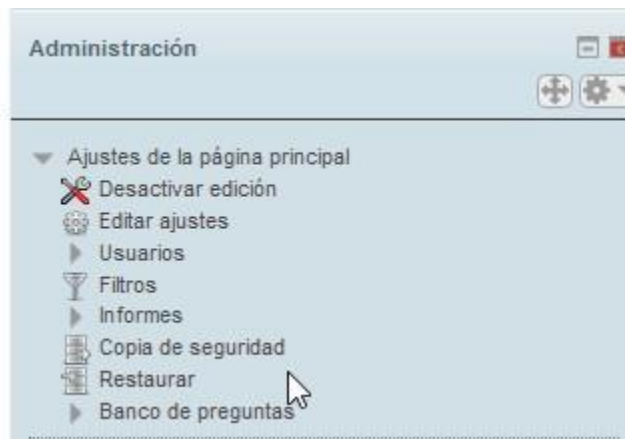 Administración
Ajustes de la página principal
Desactivar edición
Editar ajustes
Usuarios
Filtros
Informes
Copia de seguridad
Restaurar
Banco de preguntas